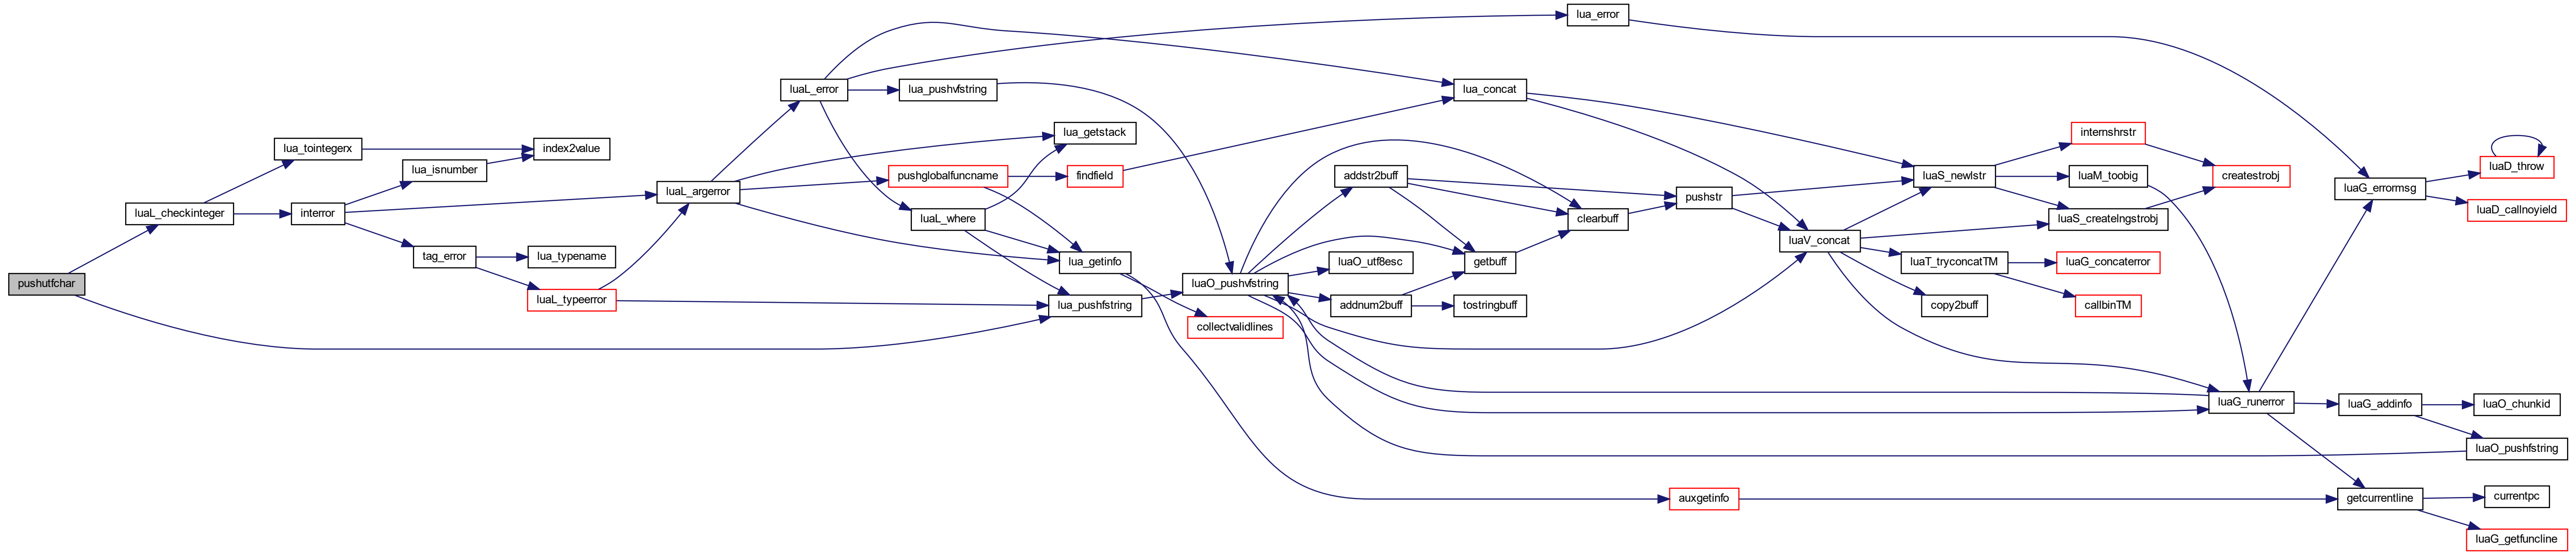 pushutfchar
luaL_checkinteger
lua_tointegerx
interror
index2value
lua_isnumber
tag_error
lua_typename
luaL_typeerror
luaL_argerror
luaL_error
lua_pushvfstring
pushglobalfuncname
luaL_where
lua_getstack
findfield
lua_getinfo
lua_pushfstring
collectvalidlines
luaO_pushvfstring
addstr2buff
luaO_utf8esc
addnum2buff
lua_concat
getbuff
tostringbuff
lua_error
clearbuff
auxgetinfo
pushstr
luaV_concat
luaS_newlstr
luaT_tryconcatTM
copy2buff
internshrstr
luaM_toobig
luaS_createlngstrobj
luaG_concaterror
callbinTM
createstrobj
luaG_runerror
luaG_errormsg
luaG_addinfo
getcurrentline
luaD_throw
luaD_callnoyield
luaO_chunkid
luaO_pushfstring
currentpc
luaG_getfuncline